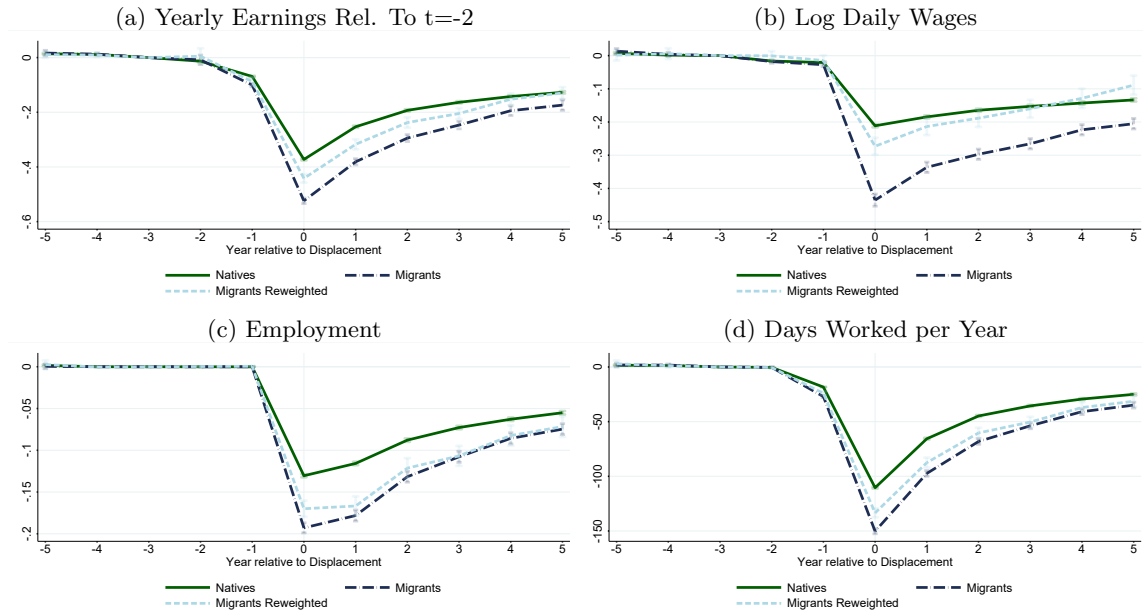 (a) Yearly Earnings Rel. To t=-2
0
-.2
-.4
-.6
-5 -4 -3 -2 -1 0 1 2 3 4 5
Year relative to Displacement
Natives Migrants
Migrants Reweighted
(b) Log Daily Wages
0
-.1
-.2
-.3
-.4
-.5
-5 -4 -3 -2 -1 0 1 2 3 4 5
Year relative to Displacement
Natives Migrants
Migrants Reweighted
(c) Employment
0
-.05
-.1
-.15
-.2
-5 -4 -3 -2 -1 0 1 2 3 4 5
Year relative to Displacement
Natives Migrants
Migrants Reweighted
(d) Days Worked per Year
0
-50
-100
-150
-5 -4 -3 -2 -1 0 1 2 3 4 5
Year relative to Displacement
Natives Migrants
Migrants Reweighted